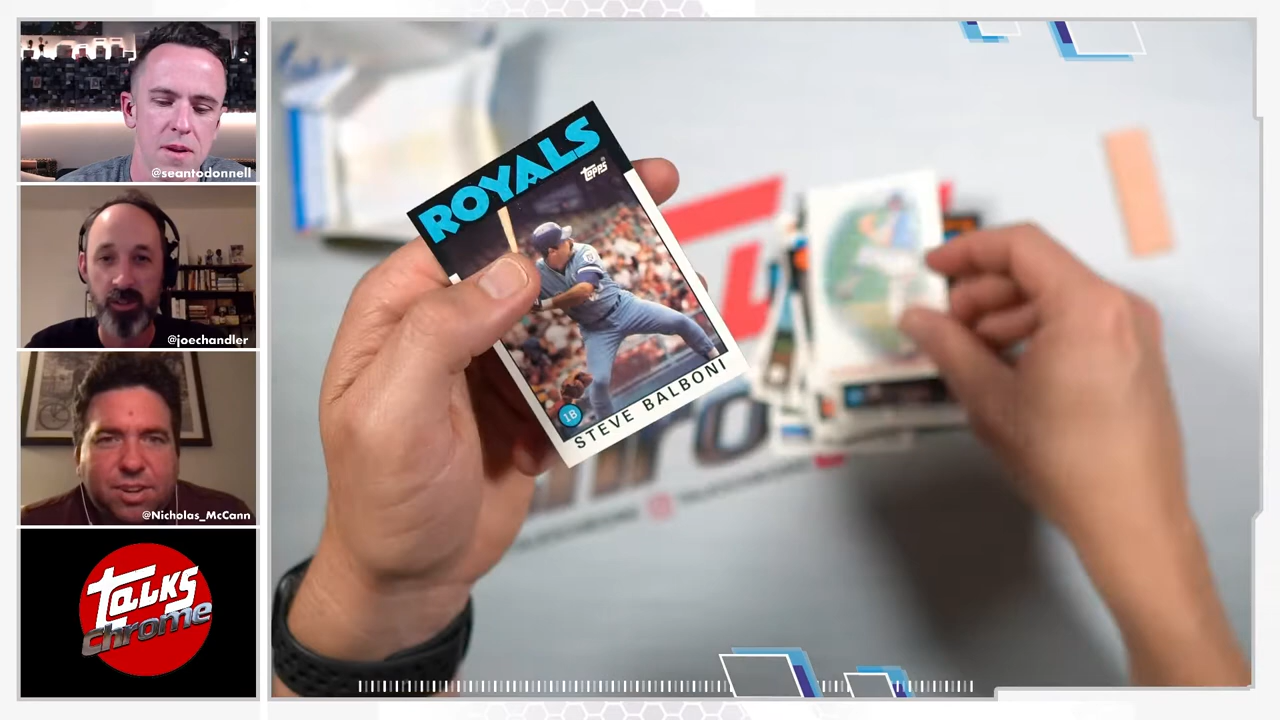 @seantodonnell
@joechandler
@Nicholas_McCann
Talks
Chrome
ROYALS
Topps
1B
STEVE BALBONI